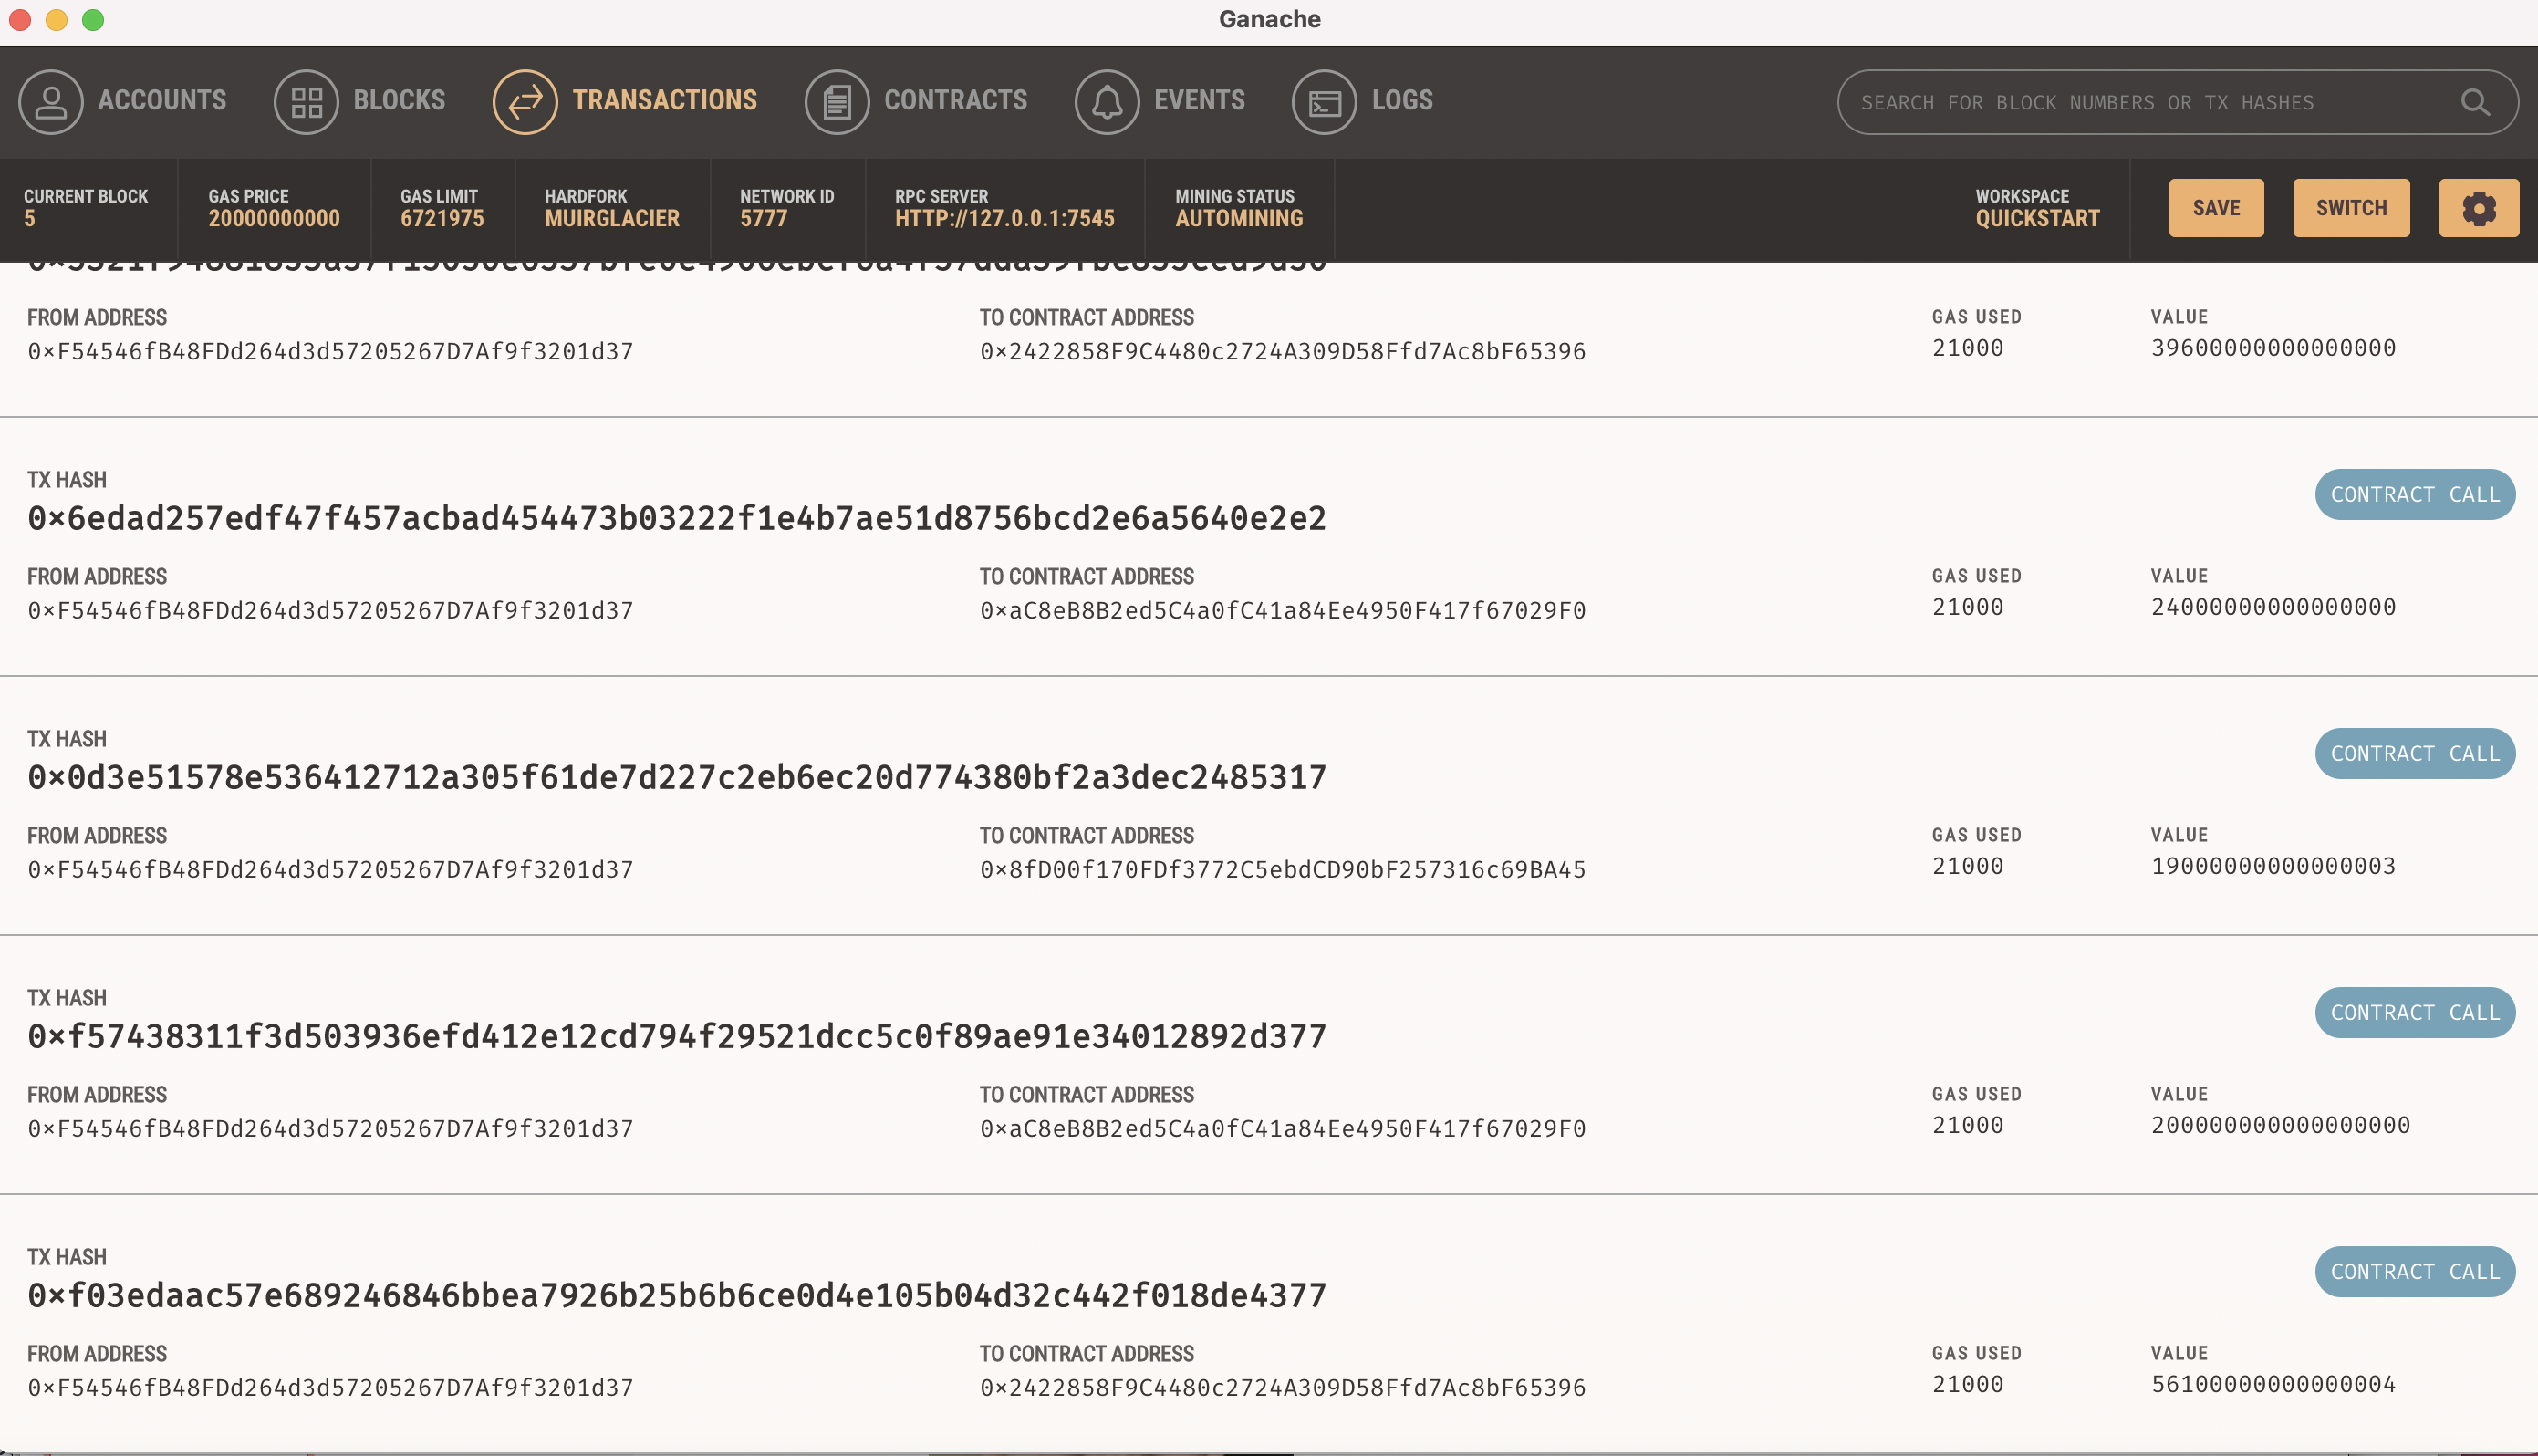 Ganache
ACCOUNTS BLOCKS TRANSACTIONS CONTRACTS EVENTS LOGS SEARCH FOR BLOCK NUMBERS OR TX HASHES
CURRENT BLOCK GAS PRICE GAS LIMIT HARDFORK NETWORK ID RPC SERVER MINING STATUS WORKSPACE
5 20000000000 6721975 MUIRGLACIER 5777 HTTP://127.0.0.1:7545 AUTOMINING QUICKSTART SAVE SWITCH
FROM ADDRESS TO CONTRACT ADDRESS GAS USED VALUE
0×F54546fB48FDd264d3d57205267D7Af9f3201d37 0×2422858F9C4480c2724A309D58Ffd7Ac8bF65396 21000 39600000000000000
TX HASH CONTRACT CALL
0×6edad257edf47f457acbad454473b03222f1e4b7ae51d8756bcd2e6a5640e2e2
FROM ADDRESS TO CONTRACT ADDRESS GAS USED VALUE
0×F54546fB48FDd264d3d57205267D7Af9f3201d37 0×aC8eB8B2ed5C4a0fC41a84Ee4950F417f67029F0 21000 24000000000000000
TX HASH CONTRACT CALL
0×0d3e51578e536412712a305f61de7d227c2eb6ec20d774380bf2a3dec2485317
FROM ADDRESS TO CONTRACT ADDRESS GAS USED VALUE
0×F54546fB48FDd264d3d57205267D7Af9f3201d37 0×8fD00f170FDf3772C5ebdCD90bF257316c69BA45 21000 19000000000000003
TX HASH CONTRACT CALL
0×f57438311f3d503936efd412e12cd794f29521dcc5c0f89ae91e34012892d377
FROM ADDRESS TO CONTRACT ADDRESS GAS USED VALUE
0×F54546fB48FDd264d3d57205267D7Af9f3201d37 0×aC8eB8B2ed5C4a0fC41a84Ee4950F417f67029F0 21000 200000000000000000
TX HASH CONTRACT CALL
0×f03edaac57e689246846bbea7926b25b6b6ce0d4e105b04d32c442f018de4377
FROM ADDRESS TO CONTRACT ADDRESS GAS USED VALUE
0×F54546fB48FDd264d3d57205267D7Af9f3201d37 0×2422858F9C4480c2724A309D58Ffd7Ac8bF65396 21000 56100000000000004